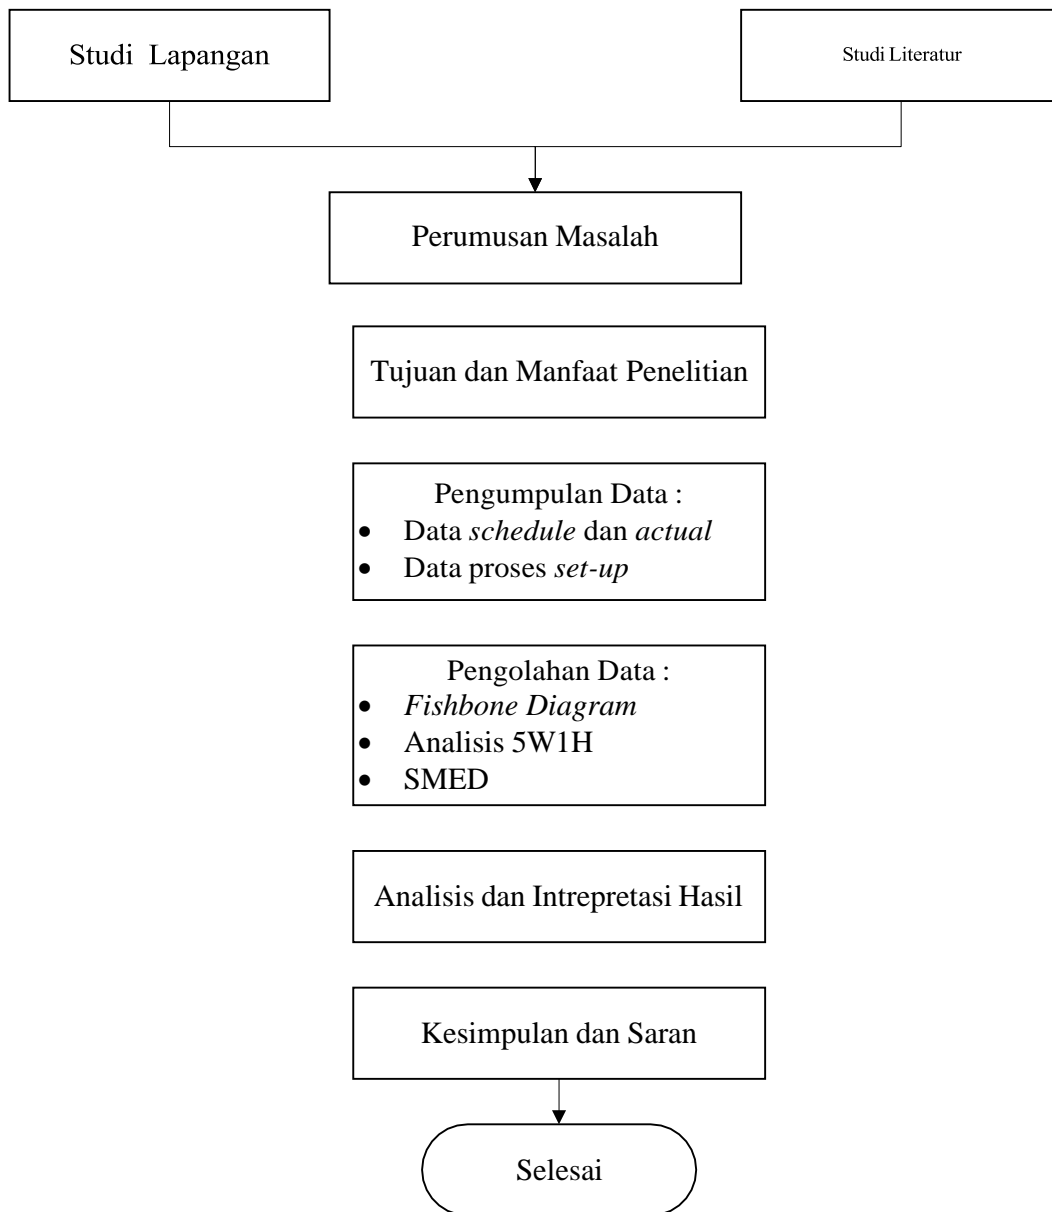 Studi Lapangan
Studi Literatur
Perumusan Masalah
Tujuan dan Manfaat Penelitian
Pengumpulan Data :
• Data schedule dan actual
• Data proses set-up
Pengolahan Data :
• Fishbone Diagram
• Analisis 5W1H
• SMED
Analisis dan Intrepretasi Hasil
Kesimpulan dan Saran
Selesai